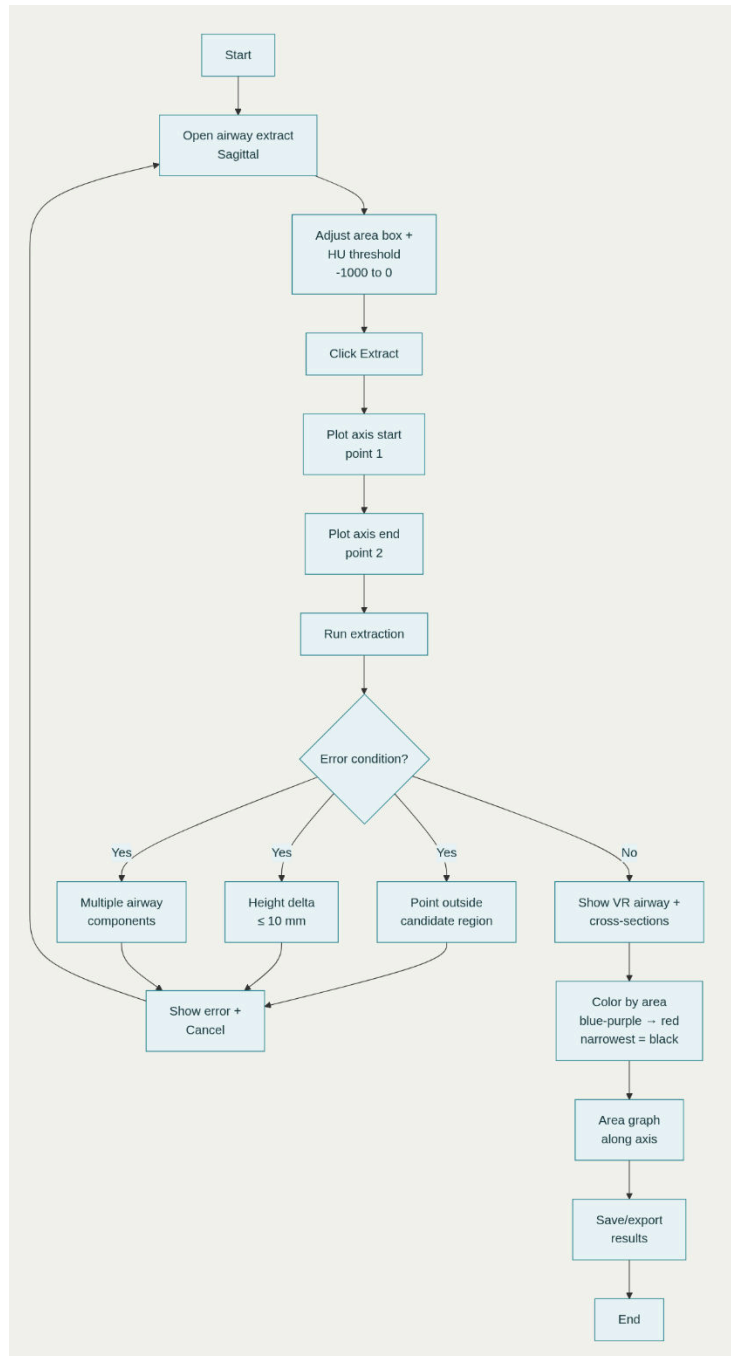 Start
Open airway extract
Sagittal
Adjust area box +
HU threshold
-1000 to 0
Click Extract
Plot axis start
point 1
Plot axis end
point 2
Run extraction
Error condition?
Yes
Yes
Yes
No
Multiple airway
components
Height delta
≤ 10 mm
Point outside
candidate region
Show VR airway +
cross-sections
Show error +
Cancel
Color by area
blue-purple → red
narrowest = black
Area graph
along axis
Save/export
results
End